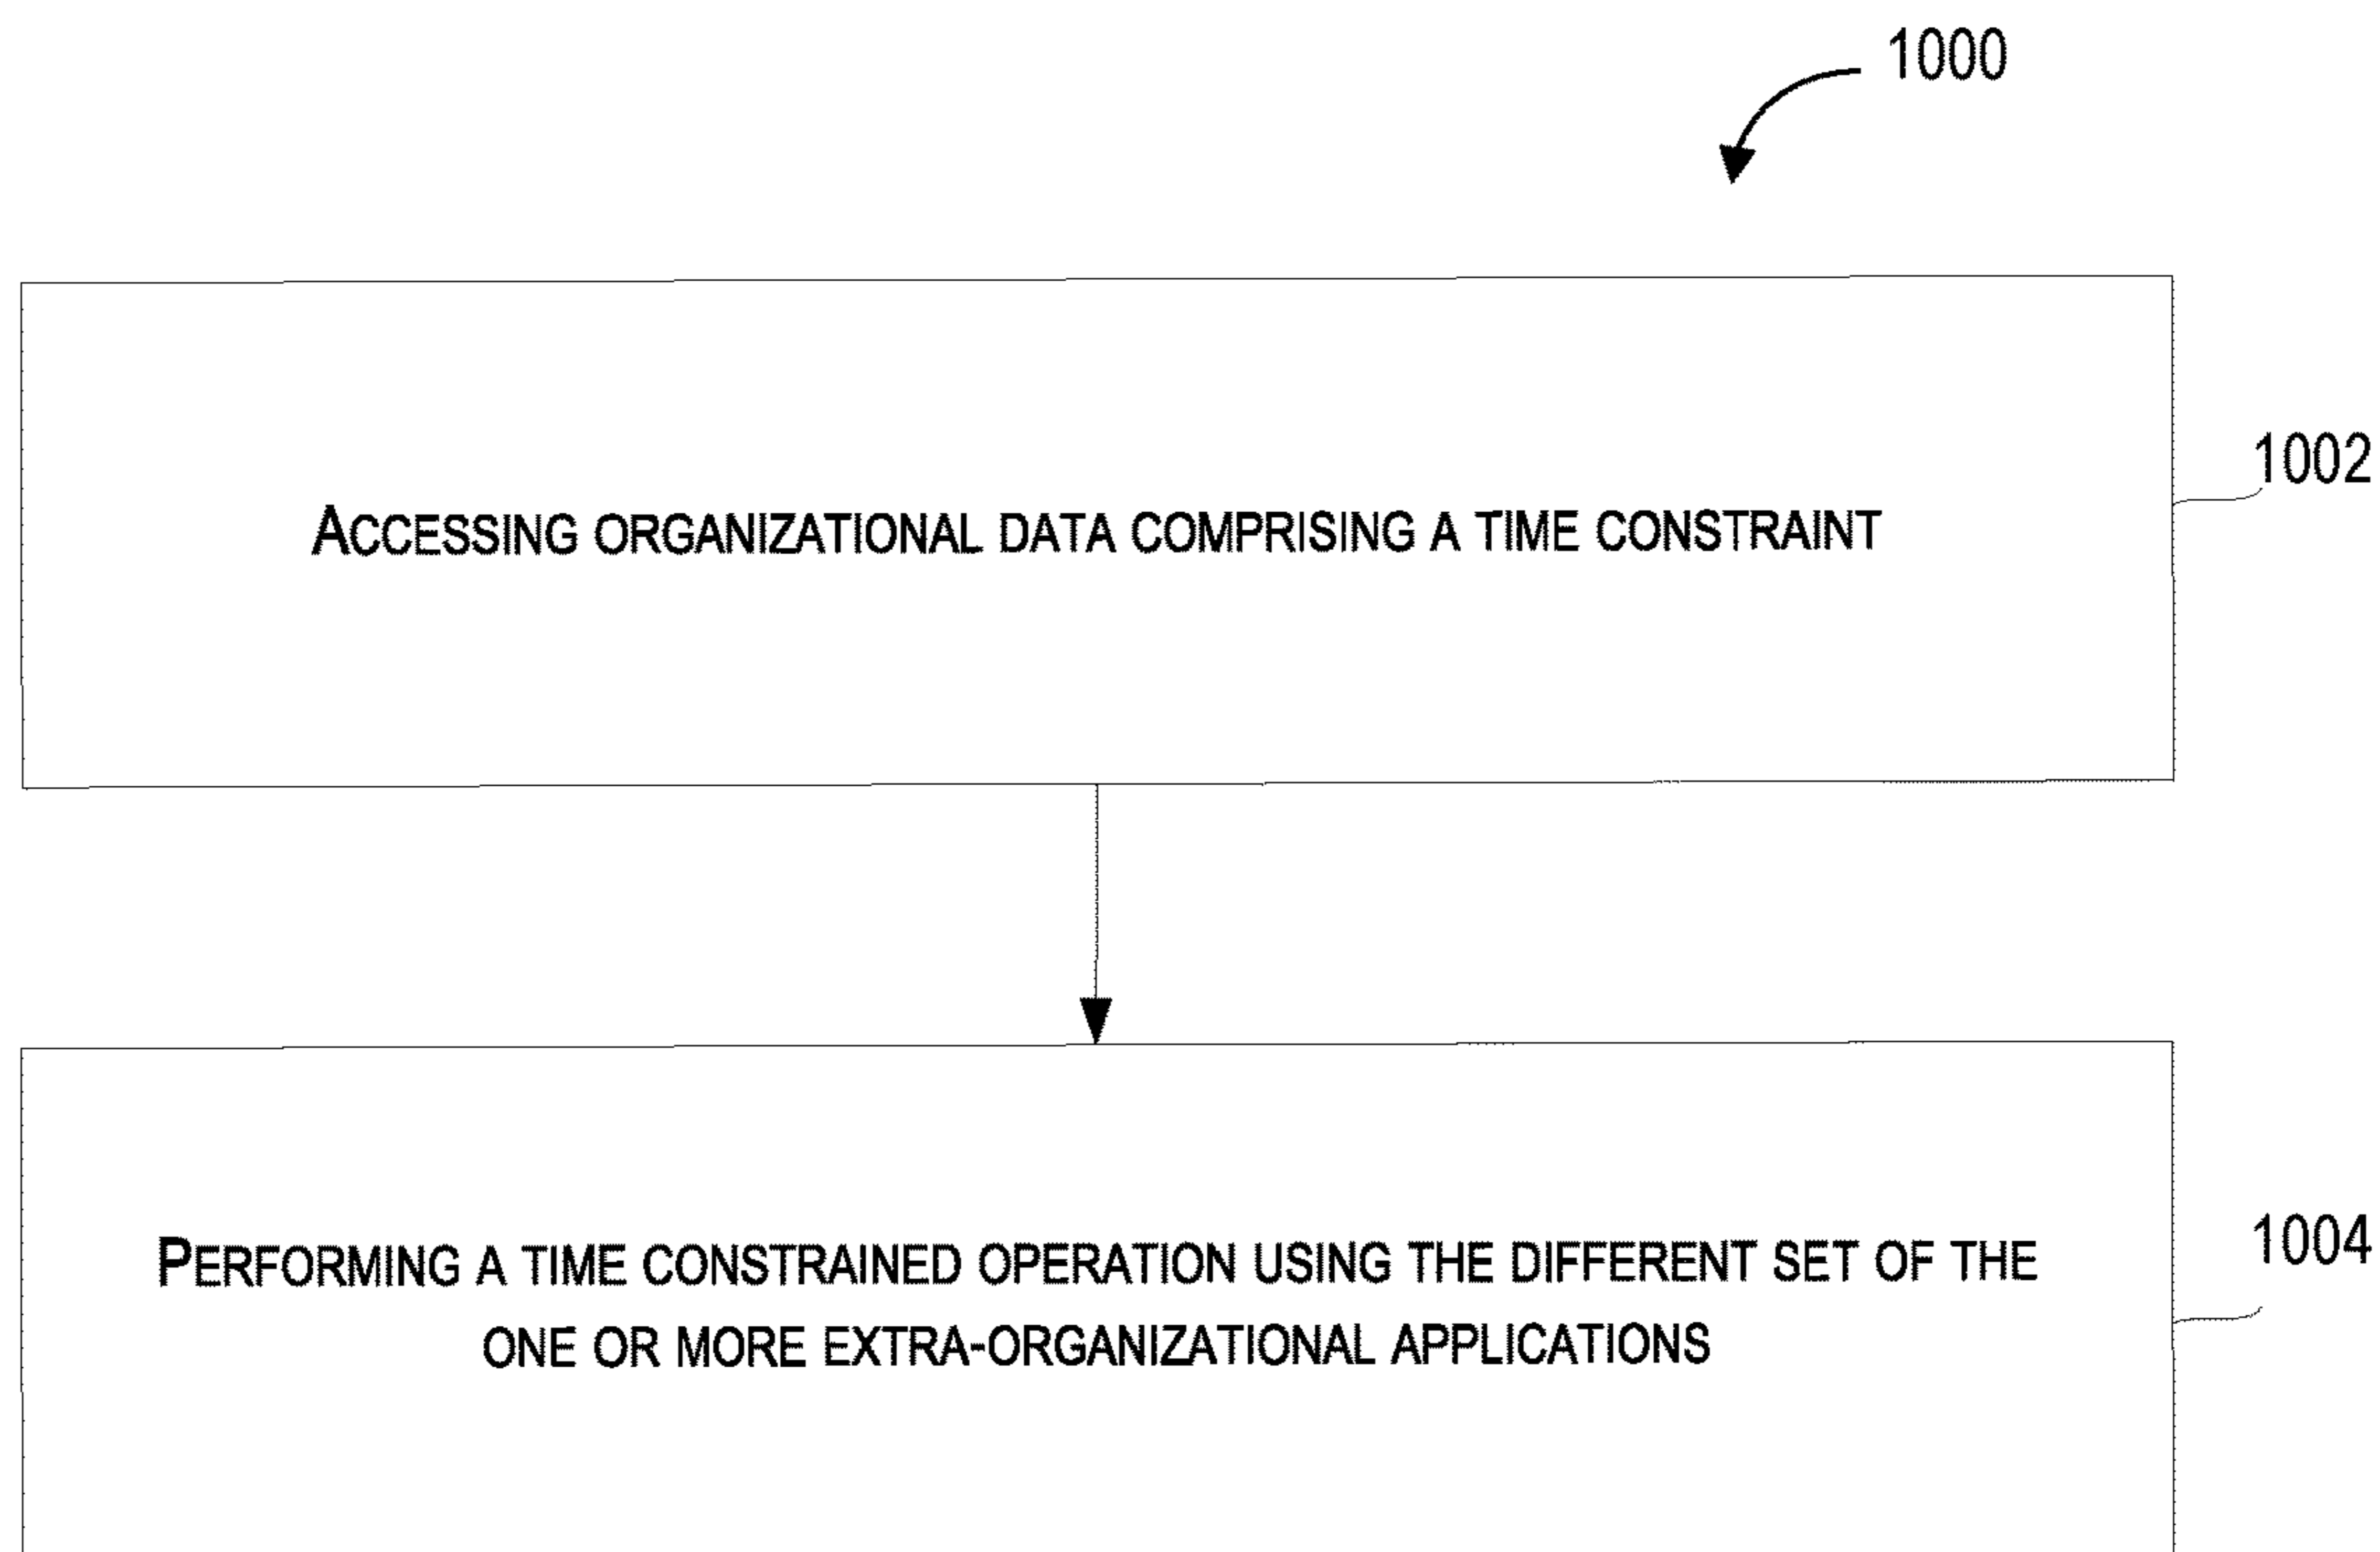 1000
ACCESSING ORGANIZATIONAL DATA COMPRISING A TIME CONSTRAINT
1002
PERFORMING A TIME CONSTRAINED OPERATION USING THE DIFFERENT SET OF THE
ONE OR MORE EXTRA-ORGANIZATIONAL APPLICATIONS
1004